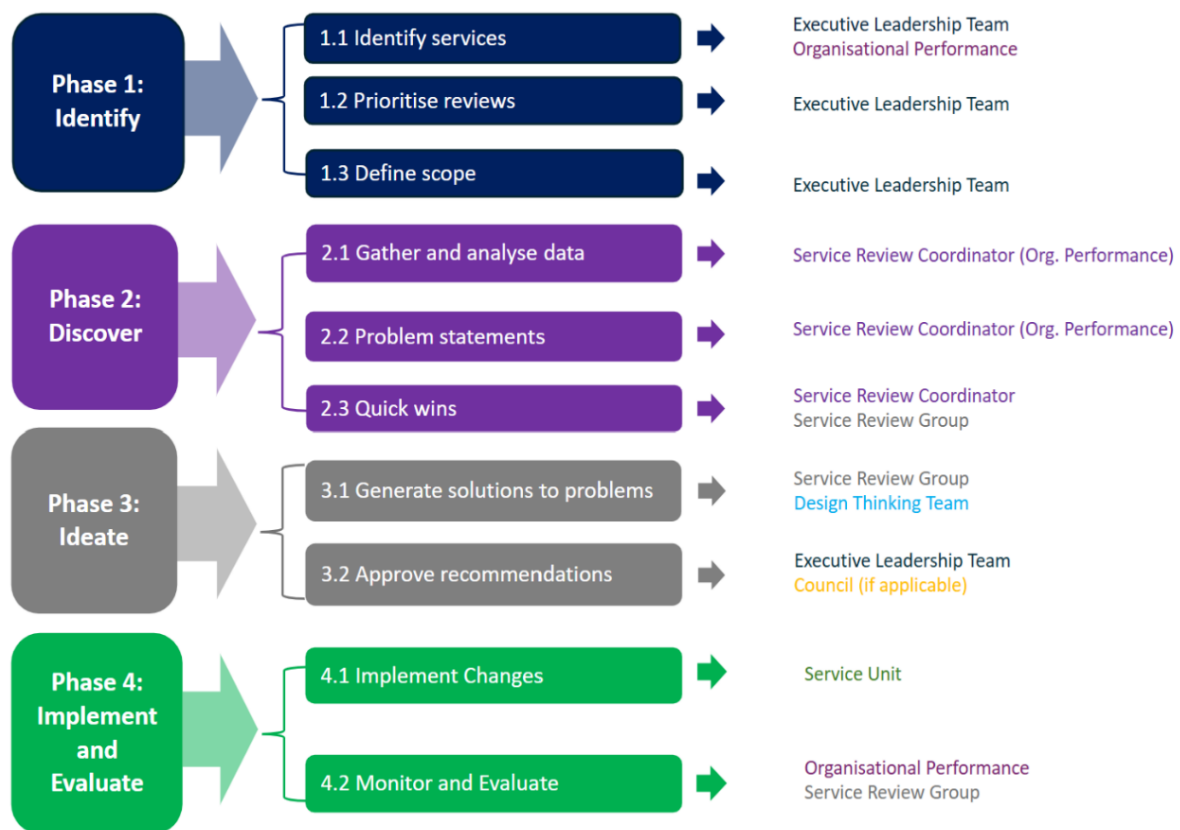 Phase 1:
Identify
1.1 Identify services
Executive Leadership Team
Organisational Performance
1.2 Prioritise reviews
Executive Leadership Team
1.3 Define scope
Executive Leadership Team
Phase 2:
Discover
2.1 Gather and analyse data
Service Review Coordinator (Org. Performance)
2.2 Problem statements
Service Review Coordinator (Org. Performance)
2.3 Quick wins
Service Review Coordinator
Service Review Group
Phase 3:
Ideate
3.1 Generate solutions to problems
Service Review Group
Design Thinking Team
3.2 Approve recommendations
Executive Leadership Team
Council (if applicable)
Phase 4:
Implement
and
Evaluate
4.1 Implement Changes
Service Unit
4.2 Monitor and Evaluate
Organisational Performance
Service Review Group